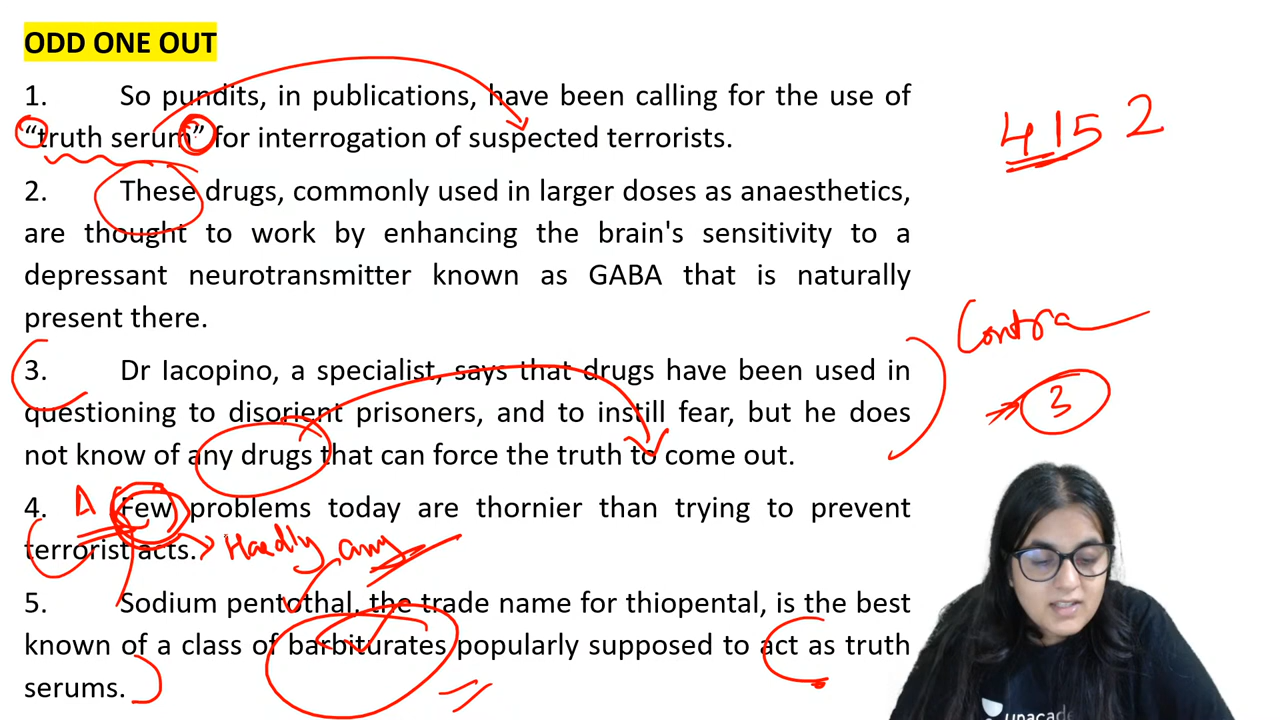 ODD ONE OUT
1. So pundits, in publications, have been calling for the use of
“truth serum” for interrogation of suspected terrorists.
4152
2. These drugs, commonly used in larger doses as anaesthetics,
are thought to work by enhancing the brain's sensitivity to a
depressant neurotransmitter known as GABA that is naturally
present there.
Contra
3. Dr Iacopino, a specialist, says that drugs have been used in
questioning to disorient prisoners, and to instill fear, but he does
3
not know of any drugs that can force the truth to come out.
4. A Few problems today are thornier than trying to prevent
terrorist acts. Hardly any
5. Sodium pentothal, the trade name for thiopental, is the best
known of a class of barbiturates popularly supposed to act as truth
serums.